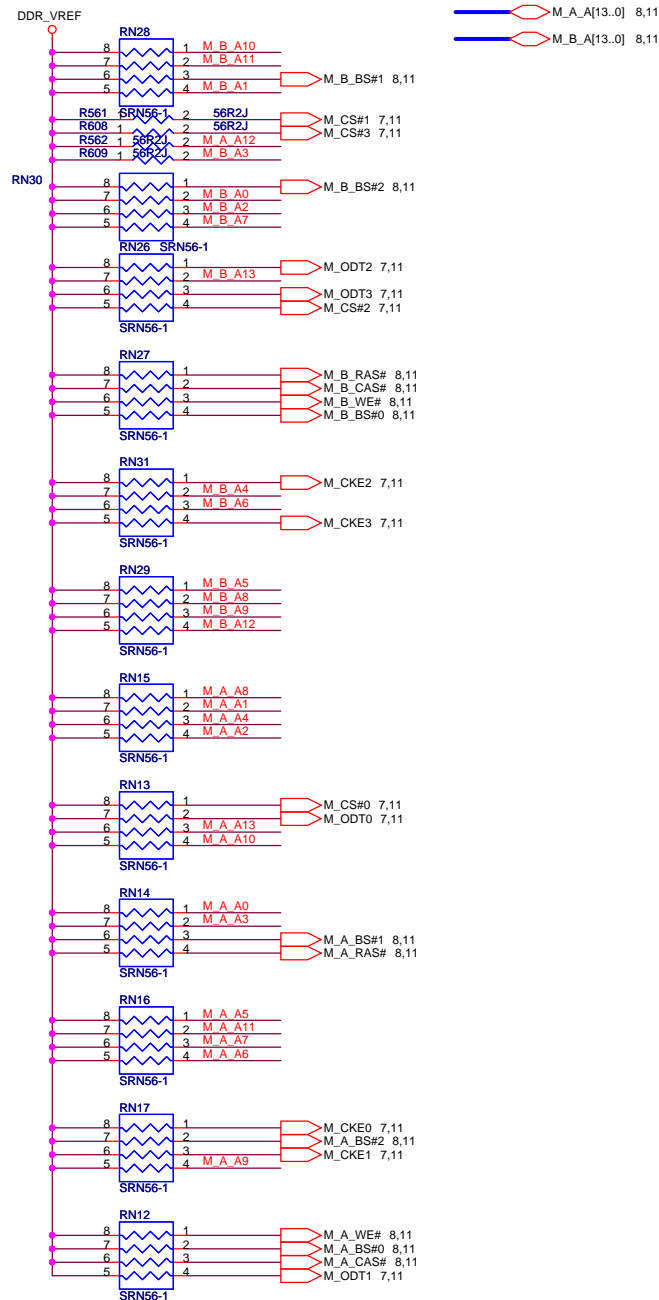 DDR_VREF
M_A_A[13..0] 8,11
M_B_A[13..0] 8,11
RN28
8 1 M_B_A10
7 2 M_B_A11
6 3 M_B_BS#1 8,11
5 4 M_B_A1
SRN56-1
R561 1 2 56R2J M_CS#1 7,11
R608 1 2 56R2J M_CS#3 7,11
R562 1 56R2J 2 M_A_A12
R609 1 56R2J 2 M_B_A3
RN30
8 1 M_B_BS#2 8,11
7 2 M_B_A0
6 3 M_B_A2
5 4 M_B_A7
RN26 SRN56-1
8 1 M_ODT2 7,11
7 2 M_B_A13
6 3 M_ODT3 7,11
5 4 M_CS#2 7,11
SRN56-1
RN27
8 1 M_B_RAS# 8,11
7 2 M_B_CAS# 8,11
6 3 M_B_WE# 8,11
5 4 M_B_BS#0 8,11
SRN56-1
RN31
8 1 M_CKE2 7,11
7 2 M_B_A4
6 3 M_B_A6
5 4 M_CKE3 7,11
SRN56-1
RN29
8 1 M_B_A5
7 2 M_B_A8
6 3 M_B_A9
5 4 M_B_A12
SRN56-1
RN15
8 1 M_A_A8
7 2 M_A_A1
6 3 M_A_A4
5 4 M_A_A2
SRN56-1
RN13
8 1 M_CS#0 7,11
7 2 M_ODT0 7,11
6 3 M_A_A13
5 4 M_A_A10
SRN56-1
RN14
8 1 M_A_A0
7 2 M_A_A3
6 3 M_A_BS#1 8,11
5 4 M_A_RAS# 8,11
SRN56-1
RN16
8 1 M_A_A5
7 2 M_A_A11
6 3 M_A_A7
5 4 M_A_A6
SRN56-1
RN17
8 1 M_CKE0 7,11
7 2 M_A_BS#2 8,11
6 3 M_CKE1 7,11
5 4 M_A_A9
SRN56-1
RN12
8 1 M_A_WE# 8,11
7 2 M_A_BS#0 8,11
6 3 M_A_CAS# 8,11
5 4 M_ODT1 7,11
SRN56-1